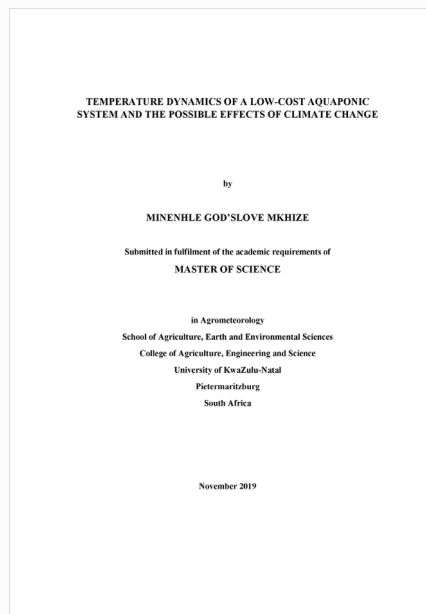 TEMPERATURE DYNAMICS OF A LOW-COST AQUAPONIC
SYSTEM AND THE POSSIBLE EFFECTS OF CLIMATE CHANGE
by
MINENHLE GOD'SLOVE MKHIZE
Submitted in fulfilment of the academic requirements of
MASTER OF SCIENCE
in Agrometeorology
School of Agriculture, Earth and Environmental Sciences
College of Agriculture, Engineering and Science
University of KwaZulu-Natal
Pietermaritzburg
South Africa
November 2019